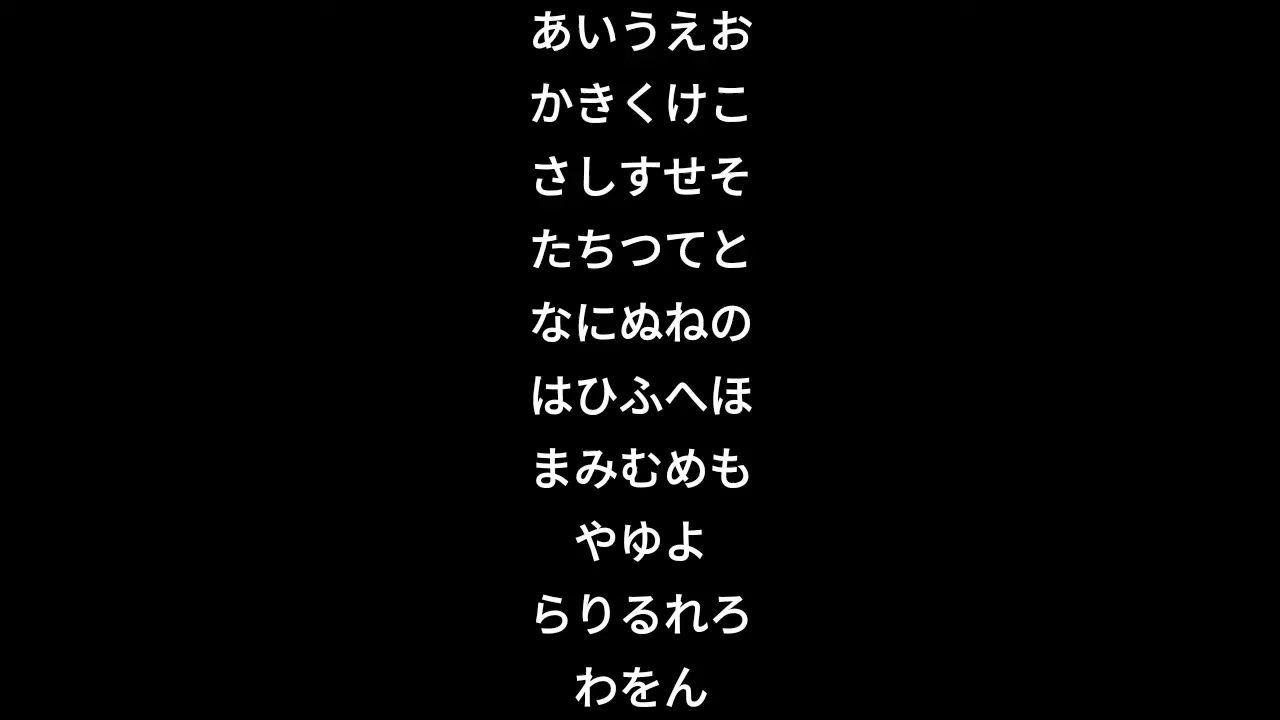 あいうえお
かきくけこ
さしすせそ
たちつてと
なにぬねの
はひふへほ
まみむめも
やゆよ
らりるれろ
わをん